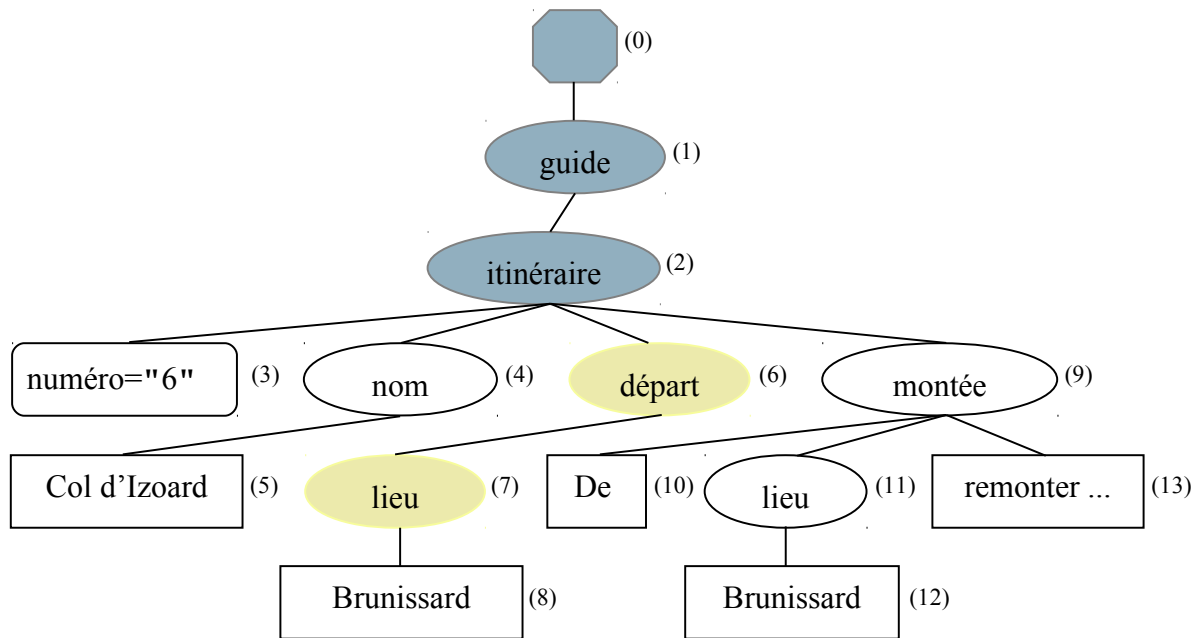 (0)
guide (1)
itinéraire (2)
numéro="6" (3) nom (4) départ (6) montée (9)
Col d’Izoard (5) lieu (7) De (10) lieu (11) remonter ... (13)
Brunissard (8) Brunissard (12)